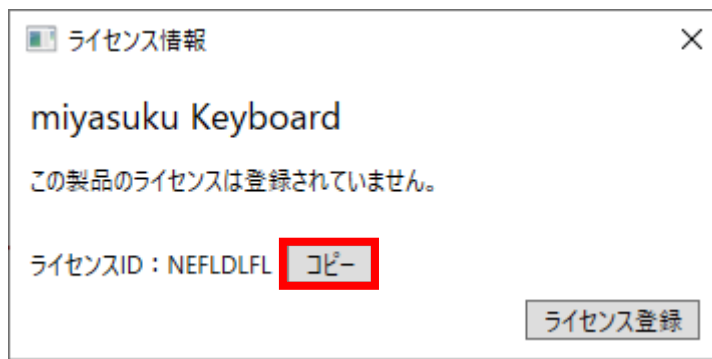 ライセンス情報
miyasuku Keyboard
この製品のライセンスは登録されていません。
ライセンスID：NEFLDLFL コピー
ライセンス登録